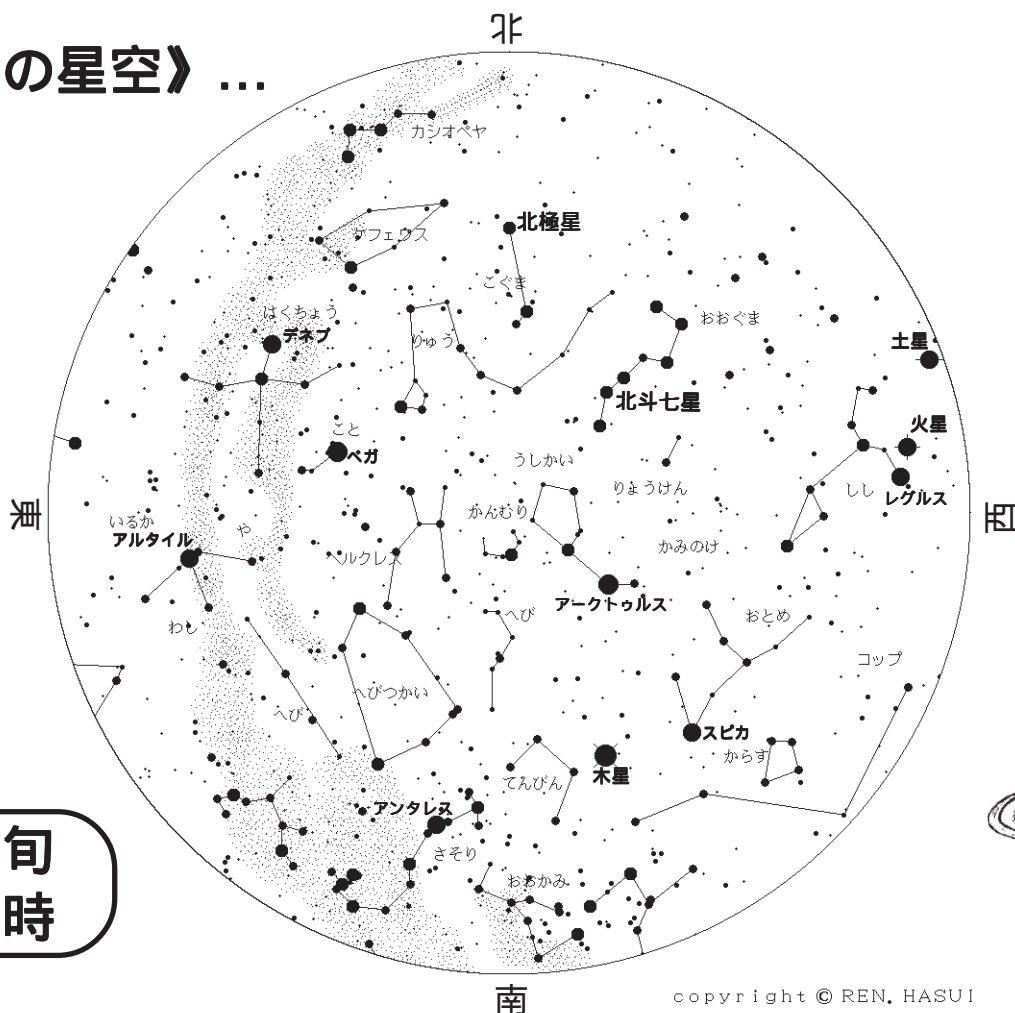 北
の星空》…
カシオペヤ
北極星
ケフェウス
こぐま
はくちょう
デネブ
おおぐま
りゅう
土星
北斗七星
火星
こと
ベガ
うしかい
りょうけん
しし
レグルス
かんむり
東
西
いるか
や
アルタイル
かみのけ
ヘルクレス
アークトゥルス
へび
おとめ
わし
コップ
へびつかい
へび
スピカ
からす
木星
てんびん
アンタレス
さそり
旬
おおかみ
時
南
copyright © REN. HASUI